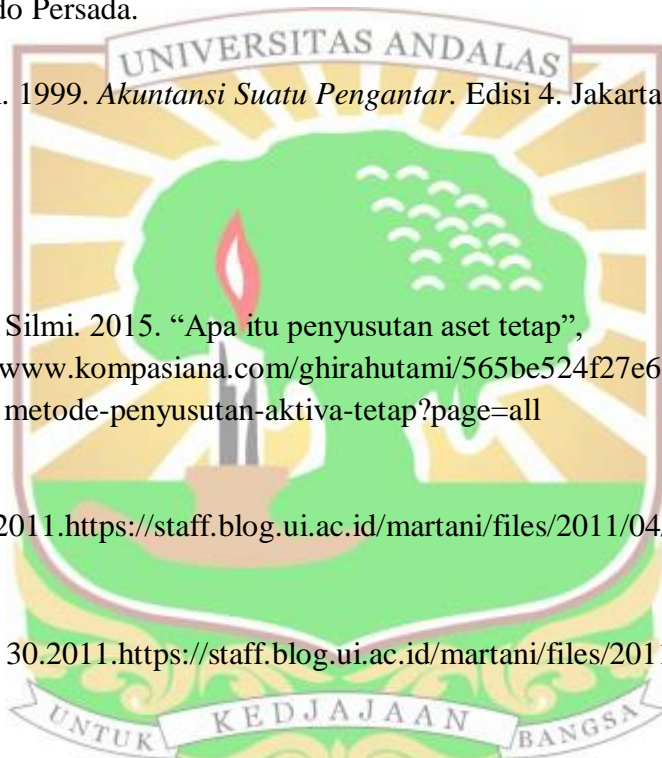 do Persada.
UNIVERSITAS ANDALAS
. 1999. Akuntansi Suatu Pengantar. Edisi 4. Jakarta
Silmi. 2015. “Apa itu penyusutan aset tetap”,
www.kompasiana.com/ghirahutami/565be524f27e6
metode-penyusutan-aktiva-tetap?page=all
2011.https://staff.blog.ui.ac.id/martani/files/2011/04/
30.2011.https://staff.blog.ui.ac.id/martani/files/201
UNTUK KEDJAJAAN BANGSA